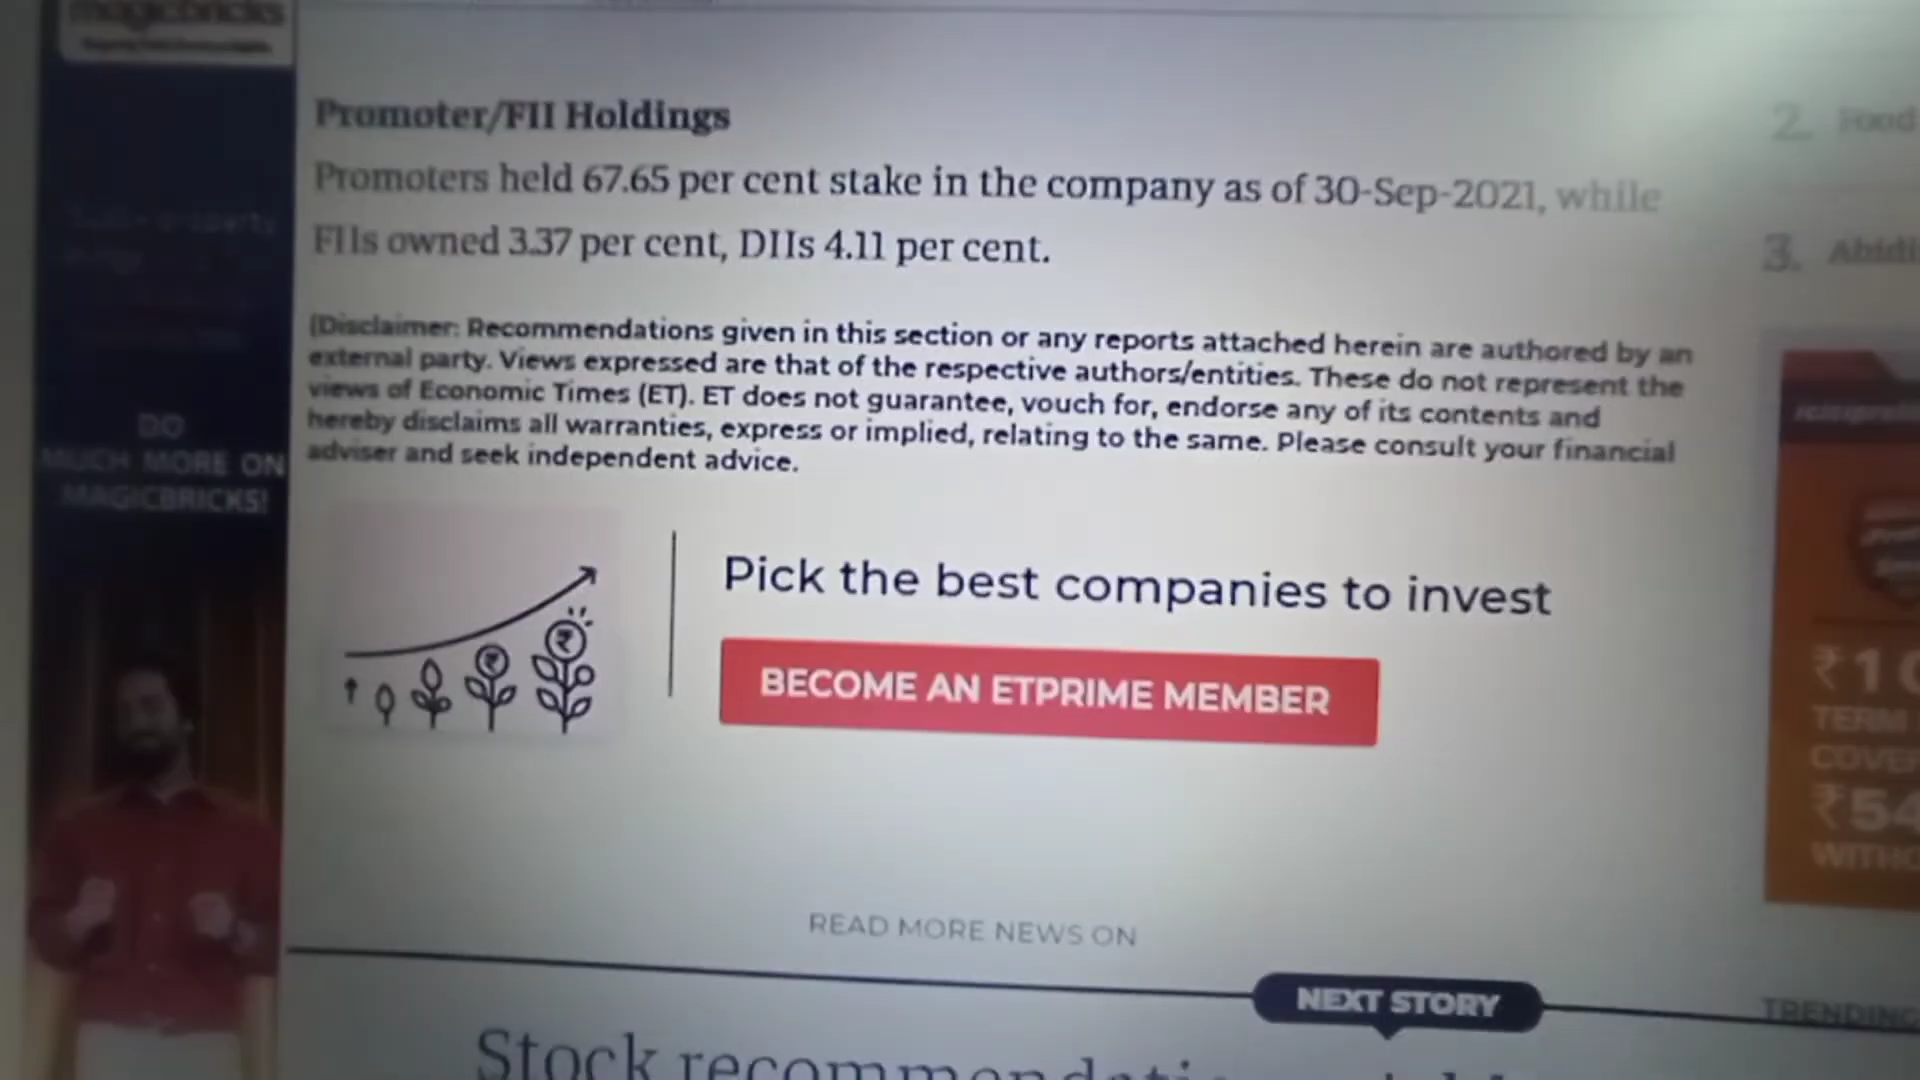 magicbricks
Promoter/FII Holdings
Promoters held 67.65 per cent stake in the company as of 30-Sep-2021, while
FIIs owned 3.37 per cent, DIIs 4.11 per cent.
(Disclaimer: Recommendations given in this section or any reports attached herein are authored by an
external party. Views expressed are that of the respective authors/entities. These do not represent the
views of Economic Times (ET). ET does not guarantee, vouch for, endorse any of its contents and
hereby disclaims all warranties, express or implied, relating to the same. Please consult your financial
adviser and seek independent advice.
DO
MUCH MORE ON
MAGICBRICKS!
Pick the best companies to invest
BECOME AN ETPRIME MEMBER
READ MORE NEWS ON
NEXT STORY
Stock
2. Food
3.
₹1
TERM
₹54
TRENDING